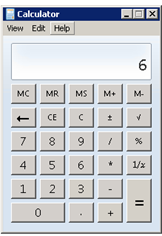 Calculator
View Edit Help
6
MC MR MS M+ M-
← CE C ± √
7 8 9 / %
4 5 6 * 1/x
1 2 3 - =
0 . +